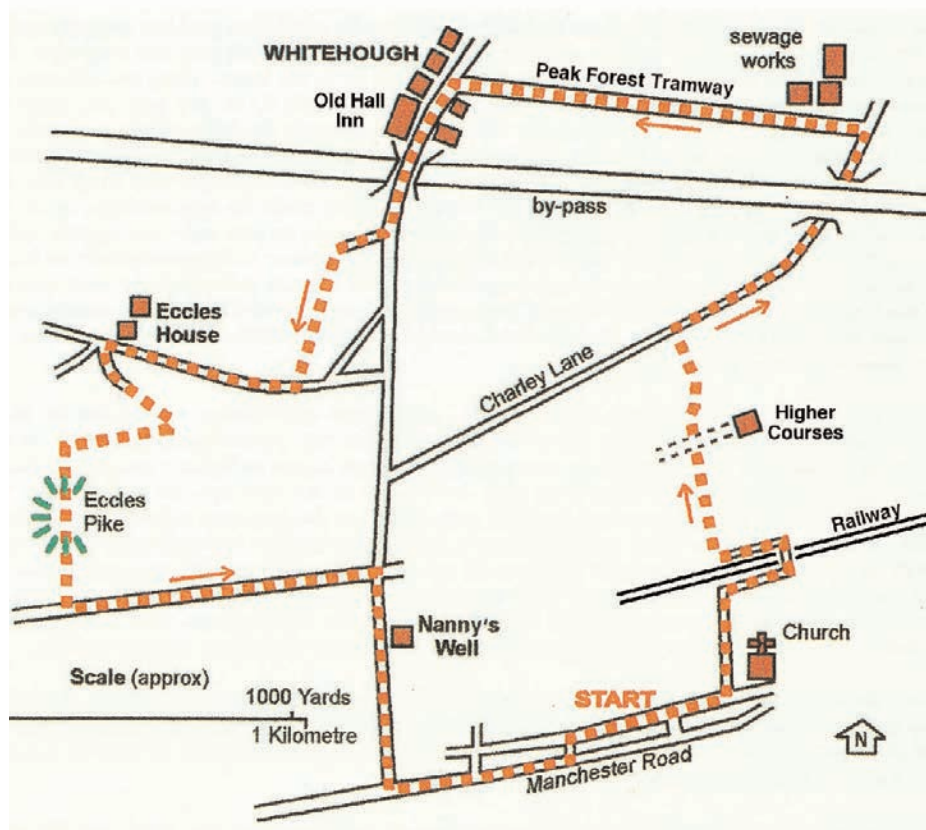 sewage
works
WHITEHOUGH
Peak Forest Tramway
Old Hall
Inn
by-pass
Eccles
House
Charley Lane
Higher
Courses
Eccles
Pike
Railway
Nanny's
Well
Church
Scale (approx)
1000 Yards
1 Kilometre
START
Manchester Road
N